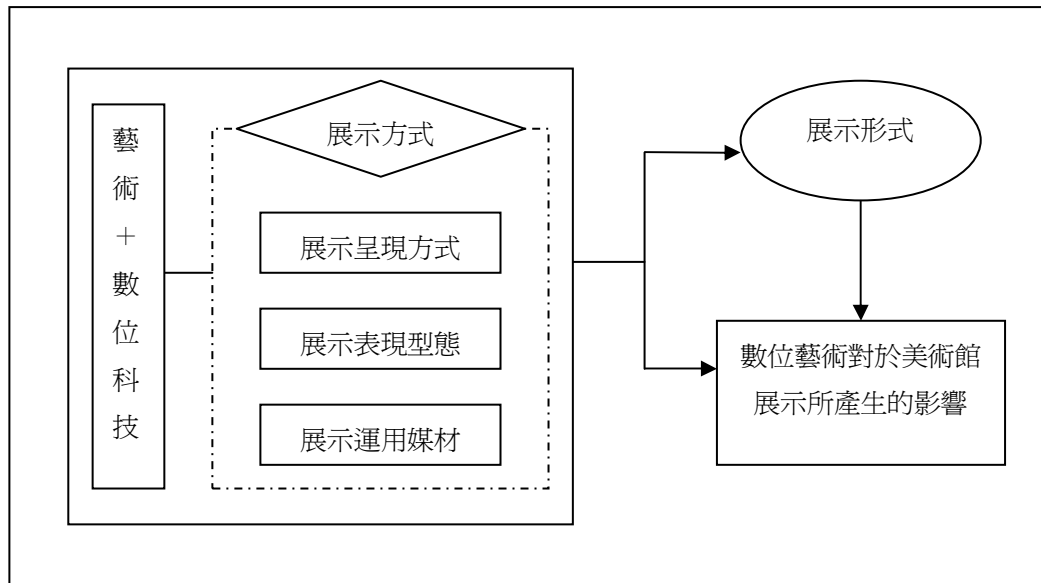 藝術＋數位科技
展示方式
展示呈現方式
展示表現型態
展示運用媒材
展示形式
數位藝術對於美術館
展示所產生的影響